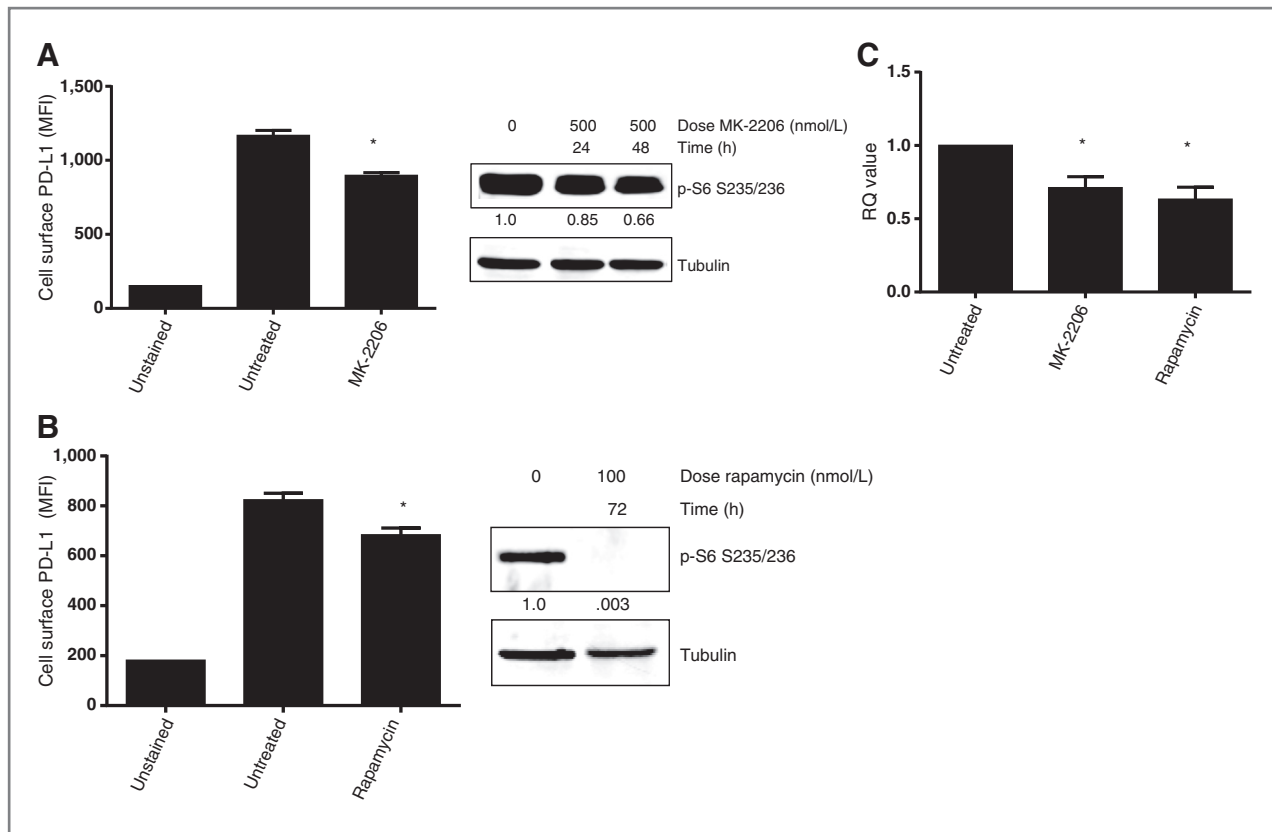 A
1,500
1,000
500
0
Cell surface PD-L1 (MFI)
*
Unstained
Untreated
MK-2206
0 500 500 Dose MK-2206 (nmol/L)
24 48 Time (h)
p-S6 S235/236
1.0 0.85 0.66
Tubulin
C
1.5
1.0
0.5
0.0
RQ value
* *
Untreated
MK-2206
Rapamycin
B
1,000
800
600
400
200
0
Cell surface PD-L1 (MFI)
*
Unstained
Untreated
Rapamycin
0 100 Dose rapamycin (nmol/L)
72 Time (h)
p-S6 S235/236
1.0 .003
Tubulin